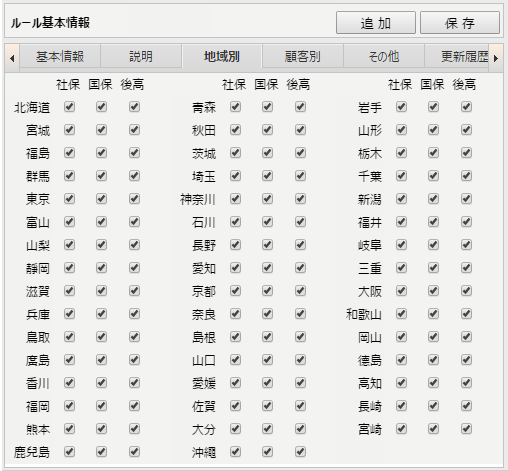 ルール基本情報 追 加 保 存
基本情報 説明 地域別 顧客別 その他 更新履歴
社保 国保 後高 社保 国保 後高 社保 国保 後高
北海道 青森 岩手
宮城 秋田 山形
福島 茨城 栃木
群馬 埼玉 千葉
東京 神奈川 新潟
富山 石川 福井
山梨 長野 岐阜
静岡 愛知 三重
滋賀 京都 大阪
兵庫 奈良 和歌山
鳥取 島根 岡山
広島 山口 徳島
香川 愛媛 高知
福岡 佐賀 長崎
熊本 大分 宮崎
鹿児島 沖縄